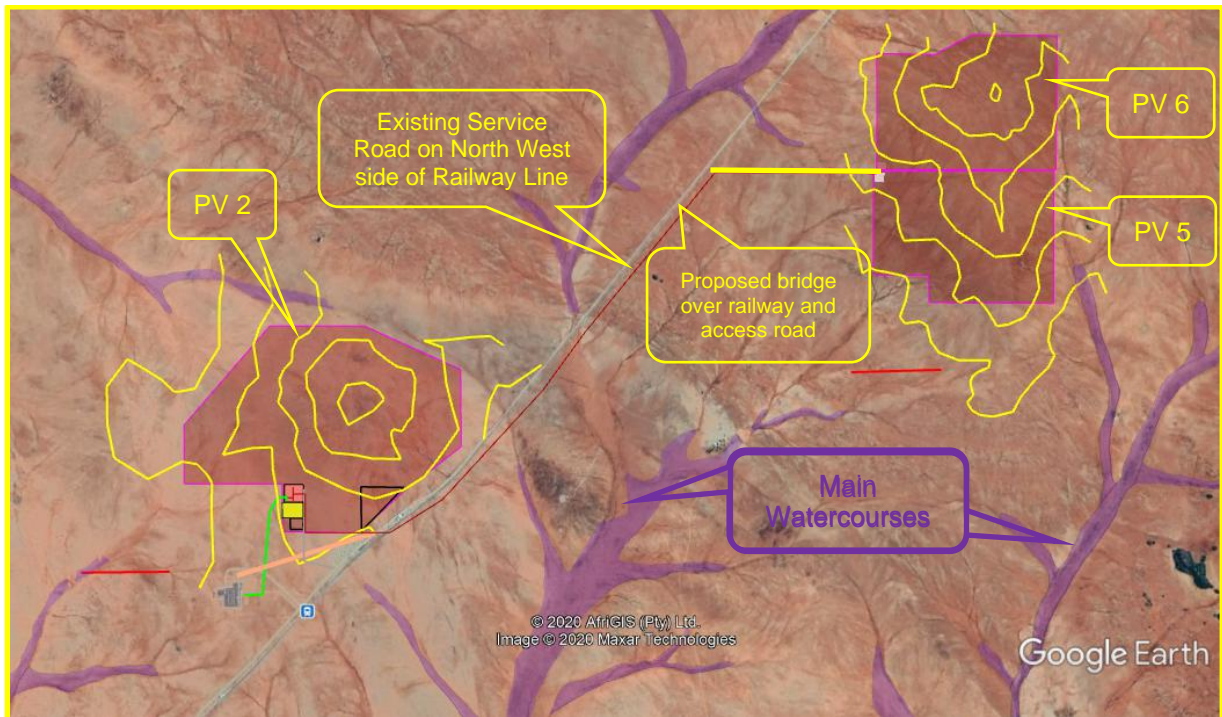 PV 6
Existing Service
Road on North West
side of Railway Line
PV 2
PV 5
Proposed bridge
over railway and
access road
Main
Watercourses
© 2020 AfriGIS (Pty) Ltd.
Image © 2020 Maxar Technologies
Google Earth